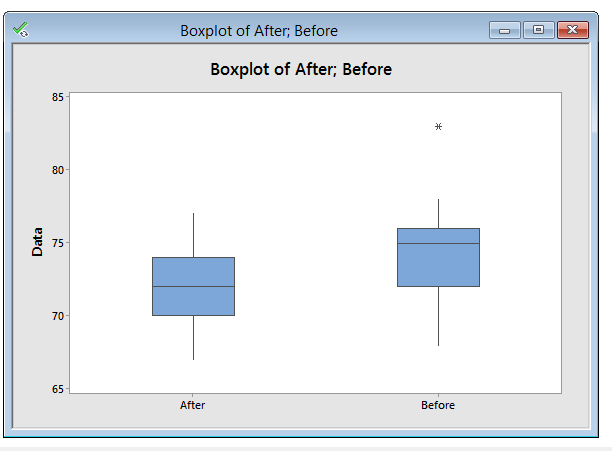 Boxplot of After; Before
Boxplot of After; Before
85
80
75
70
65
Data
After Before